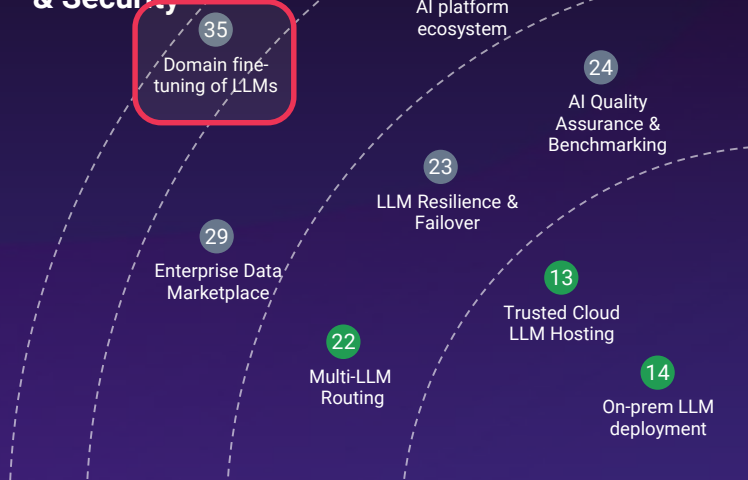 & Security
AI platform
ecosystem
35
Domain fine-
tuning of LLMs
24
AI Quality
Assurance &
Benchmarking
23
LLM Resilience &
Failover
29
Enterprise Data
Marketplace
13
Trusted Cloud
LLM Hosting
22
Multi-LLM
Routing
14
On-prem LLM
deployment